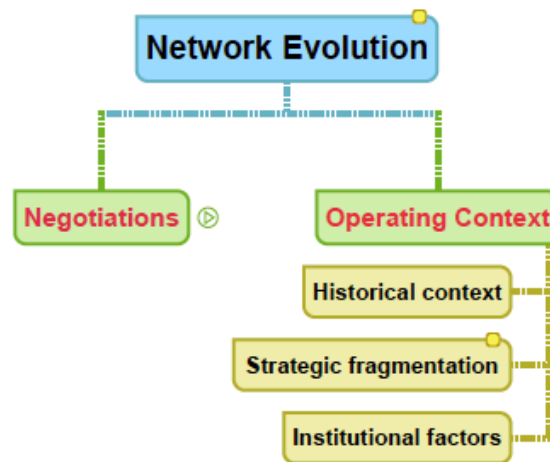 Network Evolution
Negotiations
Operating Context
Historical context
Strategic fragmentation
Institutional factors